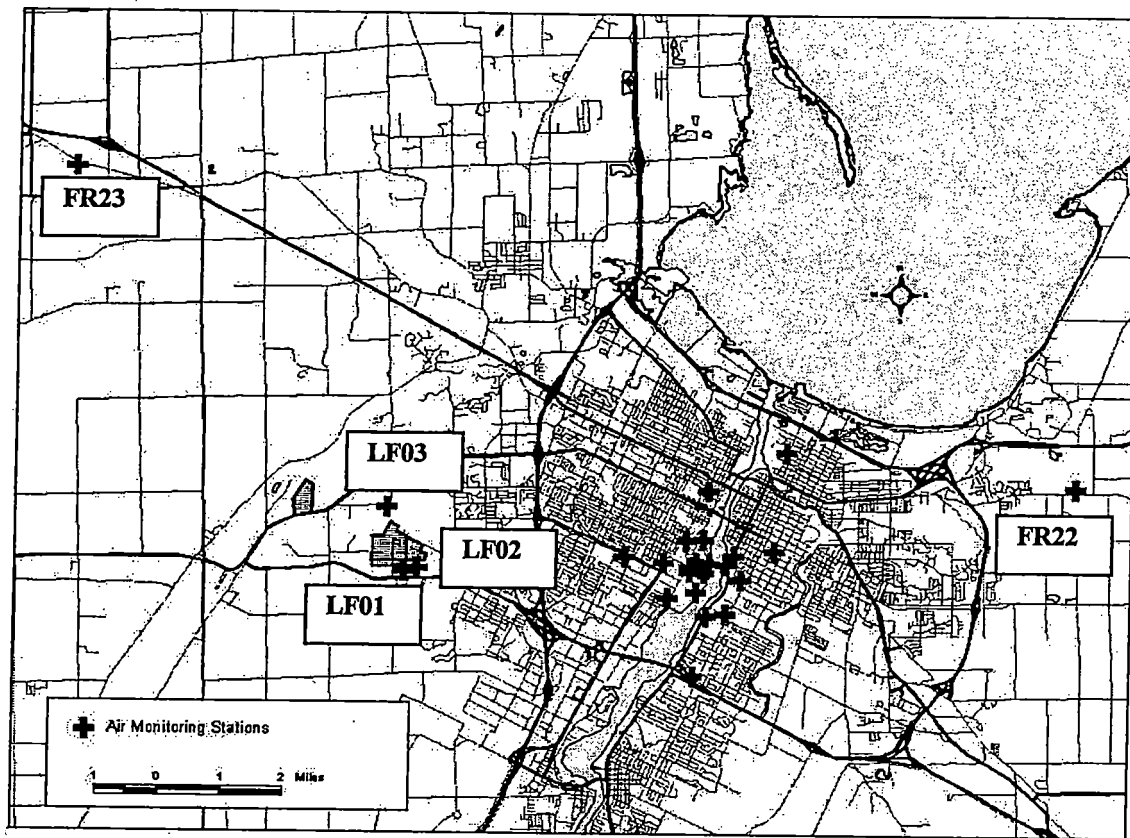 FR23
LF03
LF02
FR22
LF01
Air Monitoring Stations
1 0 1 2 Miles